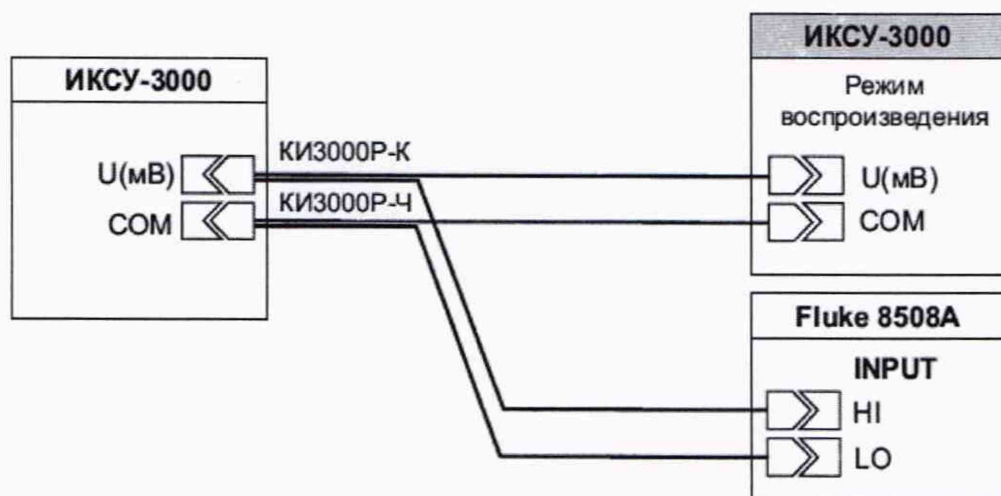 ИКСУ-3000
U(мВ)
COM
КИ3000Р-К
КИ3000Р-Ч
ИКСУ-3000
Режим
воспроизведения
U(мВ)
COM
Fluke 8508A
INPUT
HI
LO